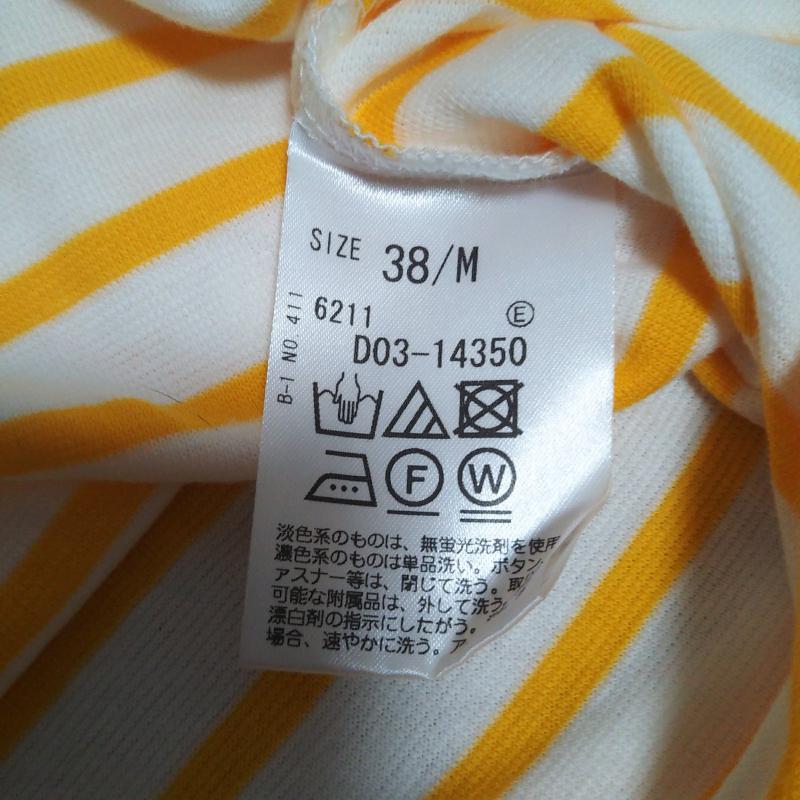 SIZE 38/M
6211 E
D03-14350
B-1 NO. 411
F W
淡色系のものは、無蛍光洗剤を使用
濃色系のものは単品洗い。ボタン・
アスナー等は、閉じて洗う。取
可能な附属品は、外して洗う
漂白剤の指示にしたがう。
場合、速やかに洗う。ア